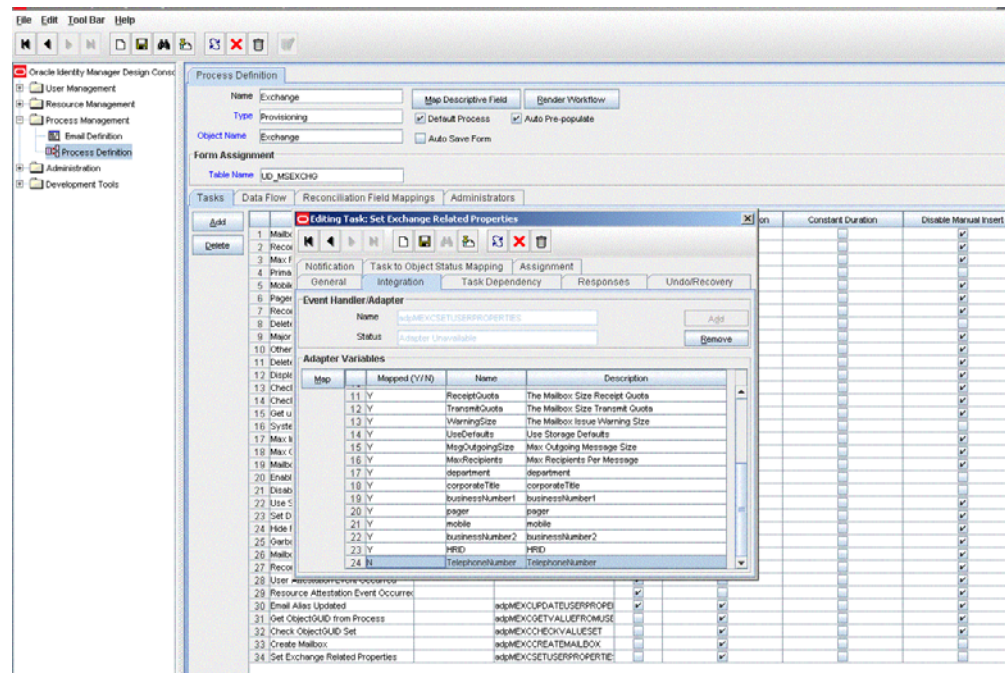 File Edit Tool Bar Help
Oracle Identity Manager Design Consc
User Management
Resource Management
Process Management
Email Definition
Process Definition
Administration
Development Tools
Process Definition
Name Exchange
Map Descriptive Field
Render Workflow
Type Provisioning
Default Process
Auto Pre-populate
Object Name Exchange
Auto Save Form
Form Assignment
Table Name UD_MSEXCHG
Tasks Data Flow Reconciliation Field Mappings Administrators
Add
Delete
on Constant Duration Disable Manual Insert
1 Mailbo
2 Reco
3 Max F
4 Prima
5 Mobile
6 Pager
7 Recor
8 Delete
9 Major
10 Other
11 Delete
12 Displa
13 Check
14 Check
15 Get u
16 Syste
17 Max
18 Max
19 Mailbo
20 Enabl
21 Disab
22 Use S
23 Set D
24 Hide
25 Garb
26 Mailbo
27 Recor
28 User Attestation Event Occurred
29 Resource Attestation Event Occurrec
30 Email Alias Updated adpMEXCUPDATEUSERPROPE
31 Get ObjectGUID from Process adpMEXCGETVALUEFROMUSE
32 Check ObjectGUID Set adpMEXCCHECKVALUESET
33 Create Mailbox adpMEXCCREATEMAILBOX
34 Set Exchange Related Properties adpMEXCSETUSERPROPERTIE
Editing Task: Set Exchange Related Properties
Notification Task to Object Status Mapping Assignment
General Integration Task Dependency Responses Undo/Recovery
Event Handler/Adapter
Name adpMEXCSETUSERPROPERTIES
Add
Status Adapter Unavailable
Remove
Adapter Variables
Map
Mapped (Y/N) Name Description
11 Y ReceiptQuota The Mailbox Size Receipt Quota
12 Y TransmitQuota The Mailbox Size Transmit Quota
13 Y WarningSize The Mailbox Issue Warning Size
14 Y UseDefaults Use Storage Defaults
15 Y MsgOutgoingSize Max Outgoing Message Size
16 Y MaxRecipients Max Recipients Per Message
17 Y department department
18 Y corporateTitle corporateTitle
19 Y businessNumber1 businessNumber1
20 Y pager pager
21 Y mobile mobile
22 Y businessNumber2 businessNumber2
23 Y HRID HRID
24 N TelephoneNumber TelephoneNumber